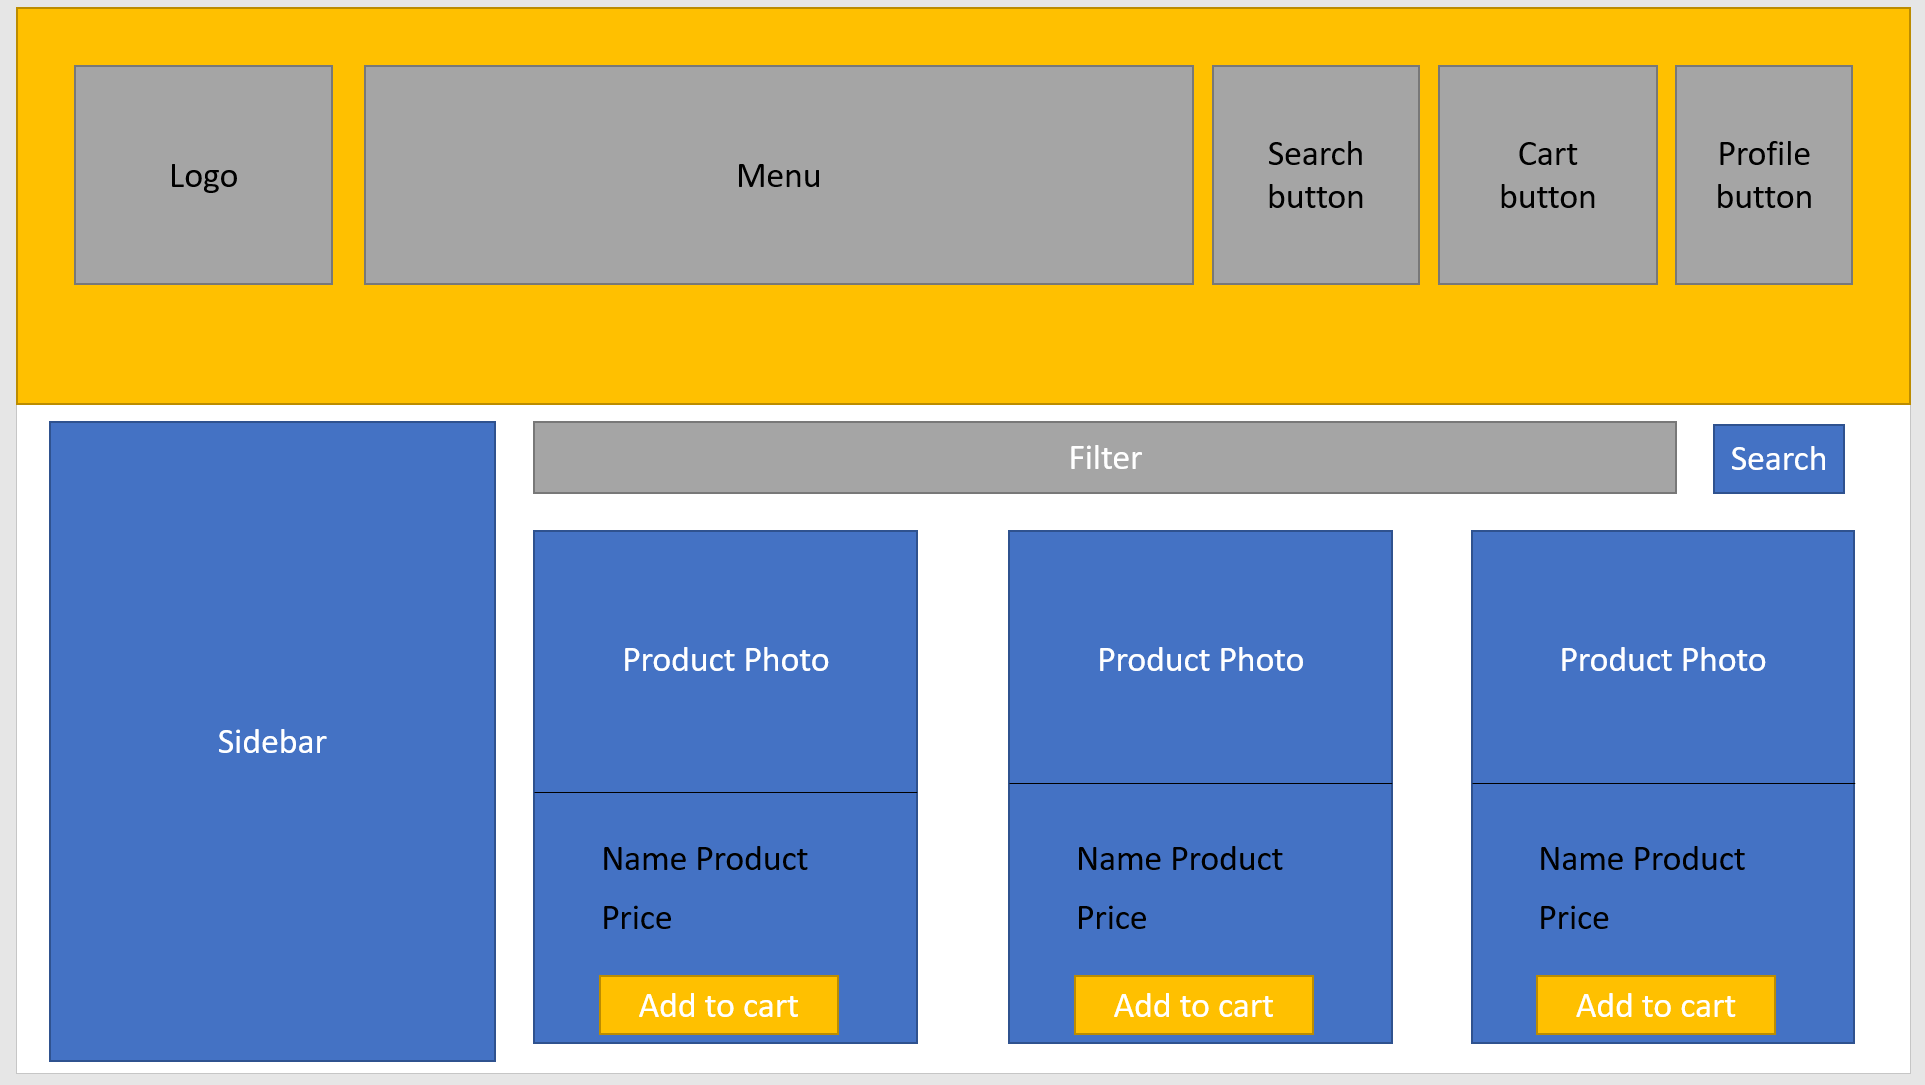 Logo
Menu
Search
button
Cart
button
Profile
button
Sidebar
Filter
Search
Product Photo
Name Product
Price
Add to cart
Product Photo
Name Product
Price
Add to cart
Product Photo
Name Product
Price
Add to cart